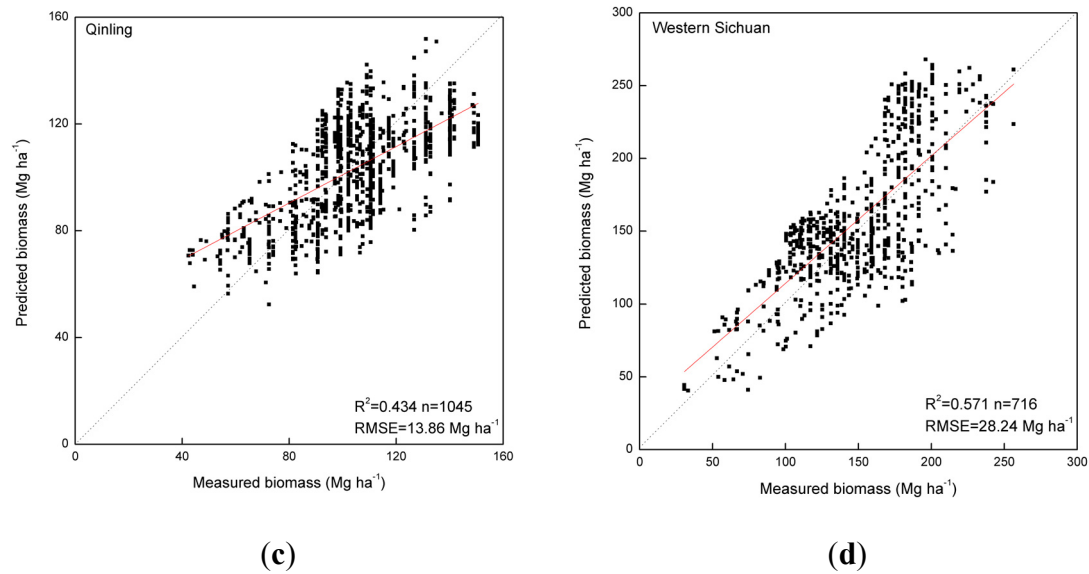 Qinling
160
120
80
40
0
0 40 80 120 160
Predicted biomass (Mg ha⁻¹)
Measured biomass (Mg ha⁻¹)
R²=0.434 n=1045
RMSE=13.86 Mg ha⁻¹
(c)
Western Sichuan
300
250
200
150
100
50
0
0 50 100 150 200 250 300
Predicted biomass (Mg ha⁻¹)
Measured biomass (Mg ha⁻¹)
R²=0.571 n=716
RMSE=28.24 Mg ha⁻¹
(d)